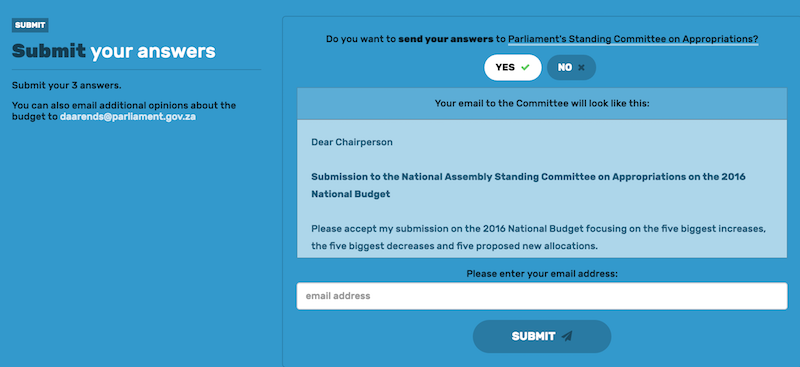 SUBMIT
Submit your answers
Submit your 3 answers.
You can also email additional opinions about the
budget to daarends@parliament.gov.za
Do you want to send your answers to Parliament's Standing Committee on Appropriations?
YES
NO
Your email to the Committee will look like this:
Dear Chairperson
Submission to the National Assembly Standing Committee on Appropriations on the 2016
National Budget
Please accept my submission on the 2016 National Budget focusing on the five biggest increases,
the five biggest decreases and five proposed new allocations.
Please enter your email address:
email address
SUBMIT